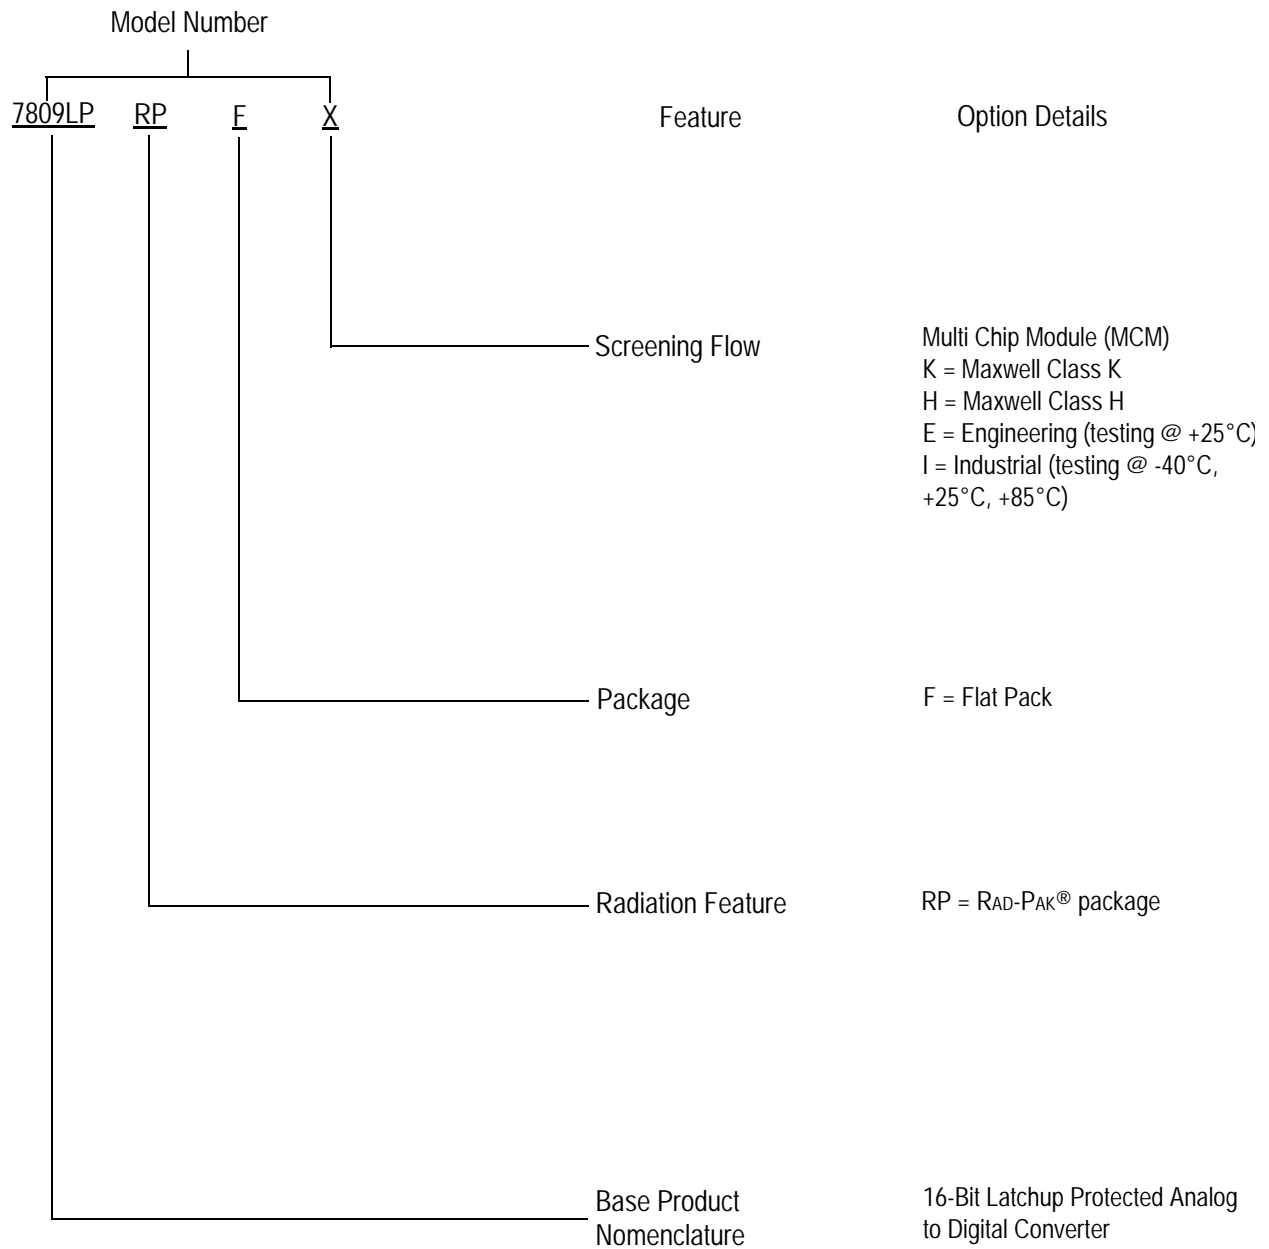 Model Number
7809LP RP F X Feature Option Details
Screening Flow
Multi Chip Module (MCM)
K = Maxwell Class K
H = Maxwell Class H
E = Engineering (testing @ +25°C)
I = Industrial (testing @ -40°C,
+25°C, +85°C)
Package F = Flat Pack
Radiation Feature RP = RAD-PAK® package
Base Product
Nomenclature
16-Bit Latchup Protected Analog
to Digital Converter